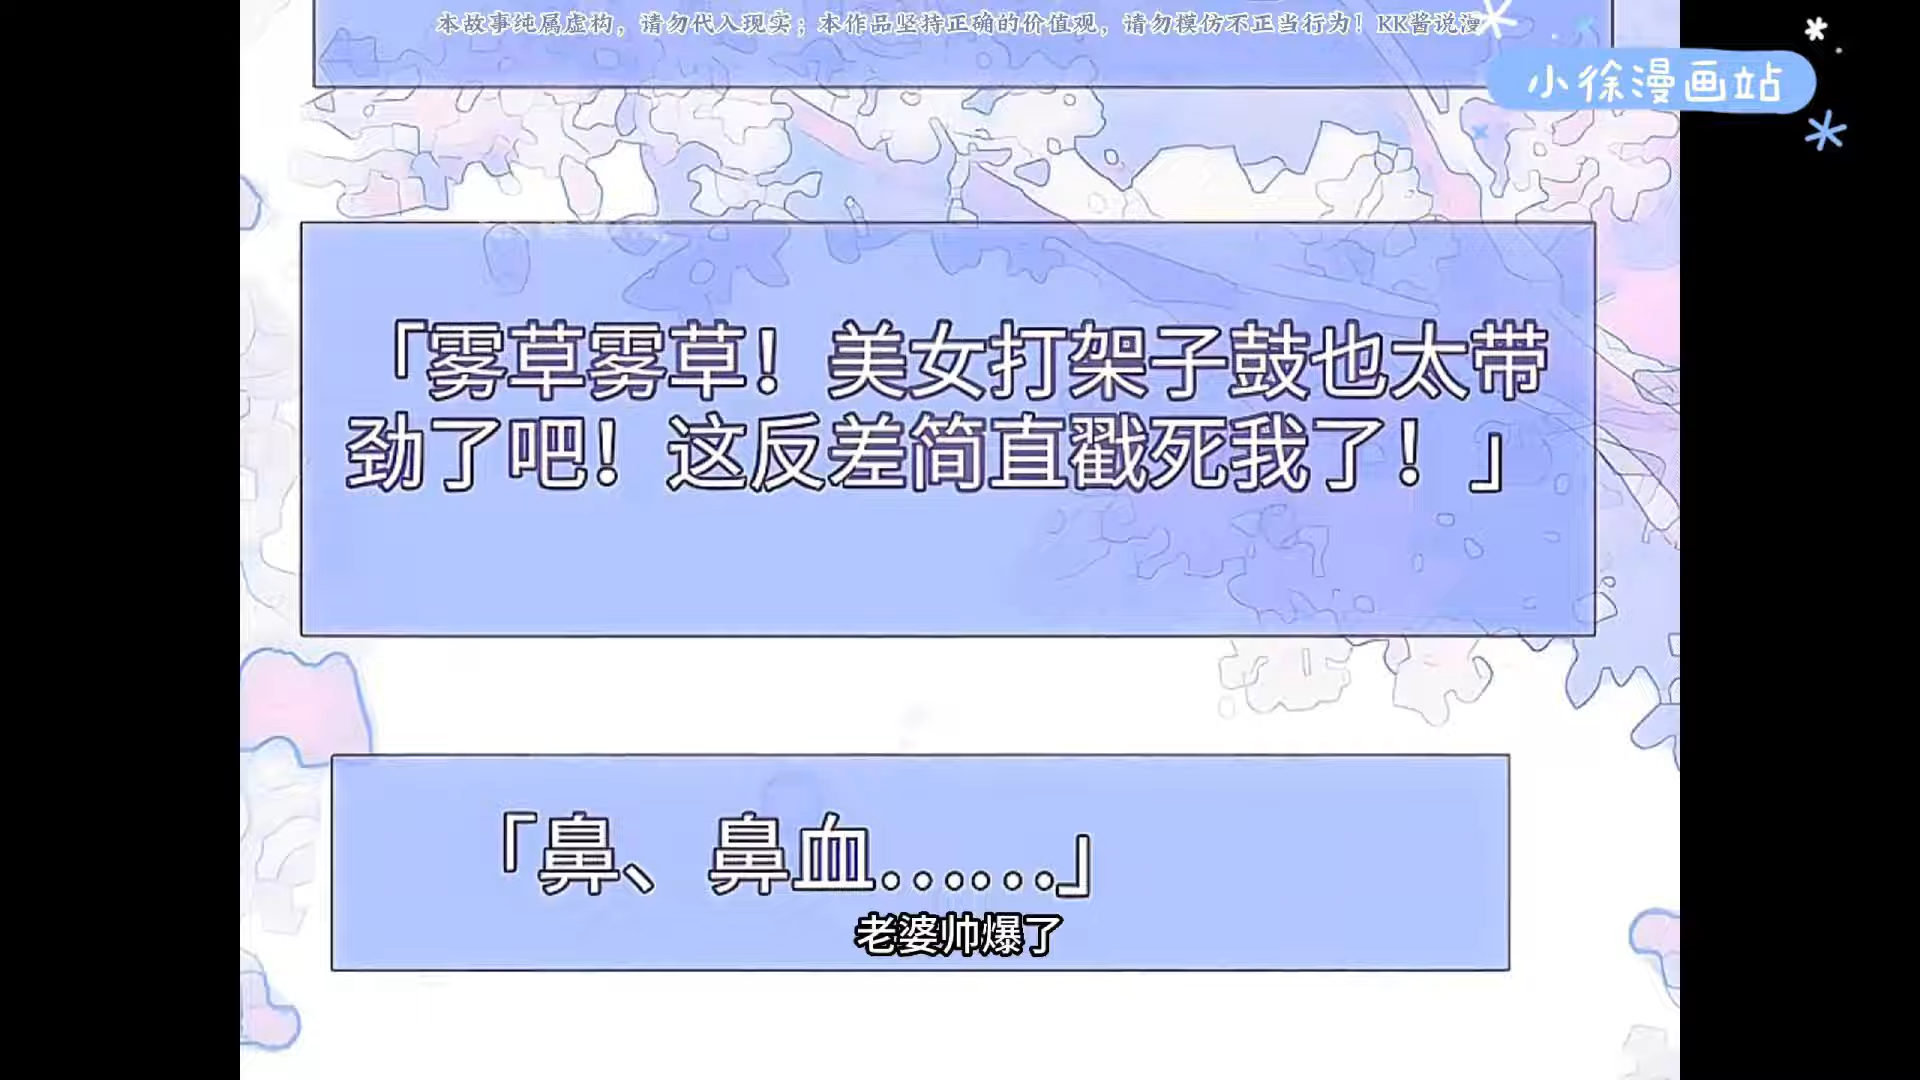 本故事纯属虚构，请勿代入现实；本作品坚持正确的价值观，请勿模仿不正当行为！KK酱说漫
小徐漫画站
「雾草雾草！美女打架子鼓也太带
劲了吧！这反差简直戳死我了！」
「鼻、鼻血……」
老婆帅爆了